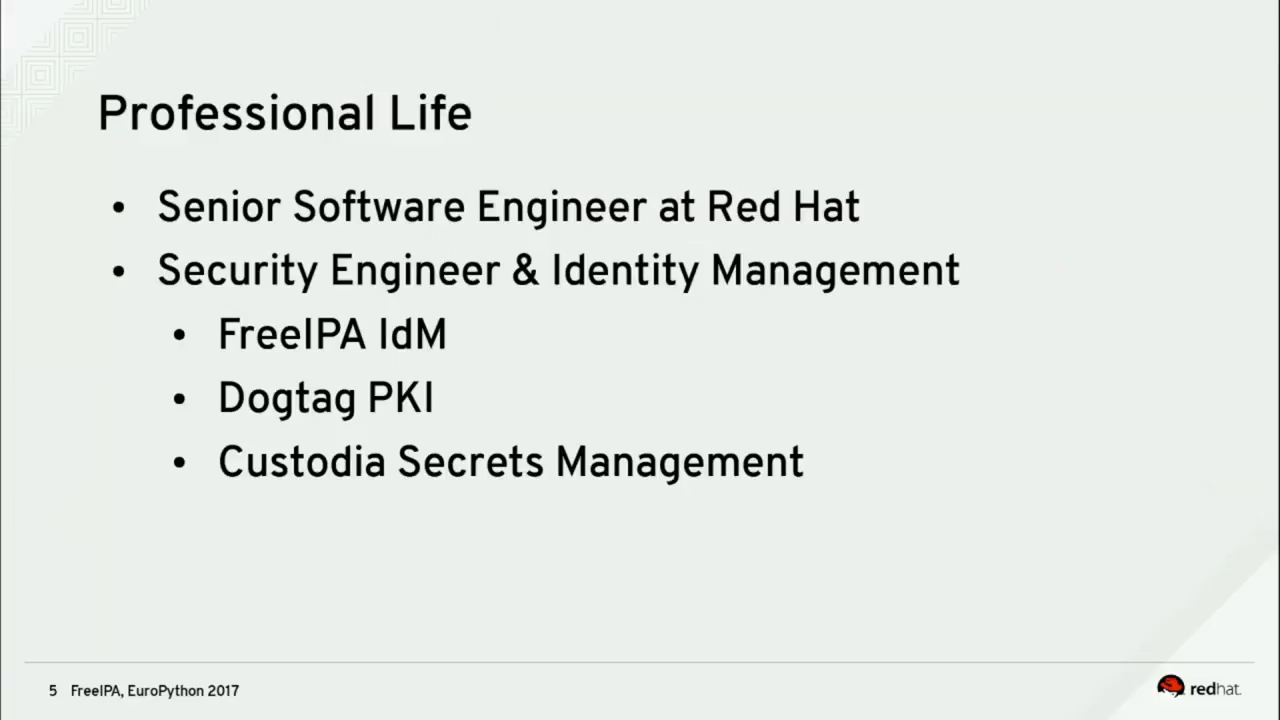 Professional Life
• Senior Software Engineer at Red Hat
• Security Engineer & Identity Management
• FreeIPA IdM
• Dogtag PKI
• Custodia Secrets Management
5 FreeIPA, EuroPython 2017
redhat.